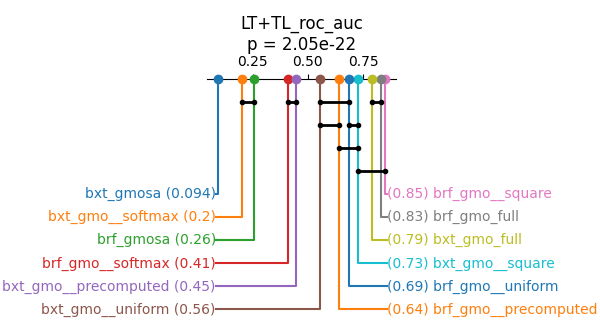 LT+TL_roc_auc
p = 2.05e-22
0.25 0.50 0.75
bxt_gmosa (0.094)
(0.85) brf_gmo__square
bxt_gmo__softmax (0.2)
(0.83) brf_gmo_full
brf_gmosa (0.26)
(0.79) bxt_gmo_full
brf_gmo__softmax (0.41)
(0.73) bxt_gmo__square
bxt_gmo__precomputed (0.45)
(0.69) brf_gmo__uniform
bxt_gmo__uniform (0.56)
(0.64) brf_gmo__precomputed